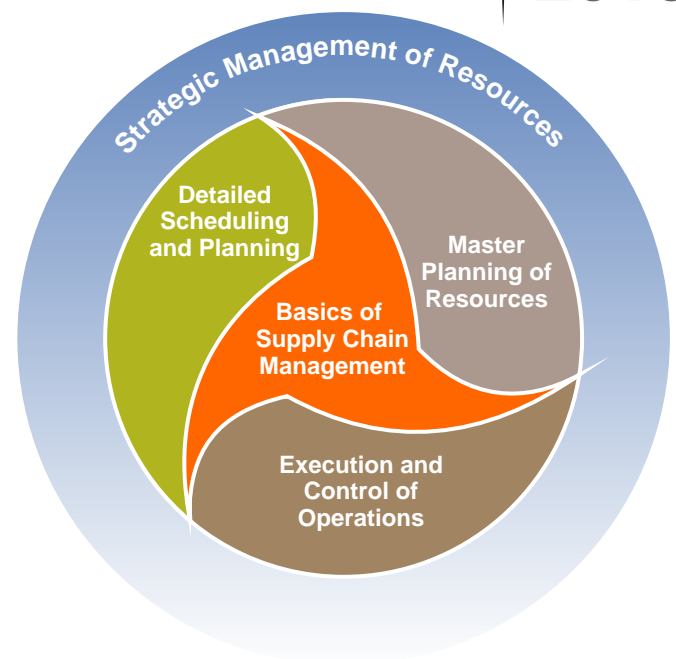 Strategic Management of Resources
Detailed
Scheduling
and Planning
Master
Planning of
Resources
Basics of
Supply Chain
Management
Execution and
Control of
Operations